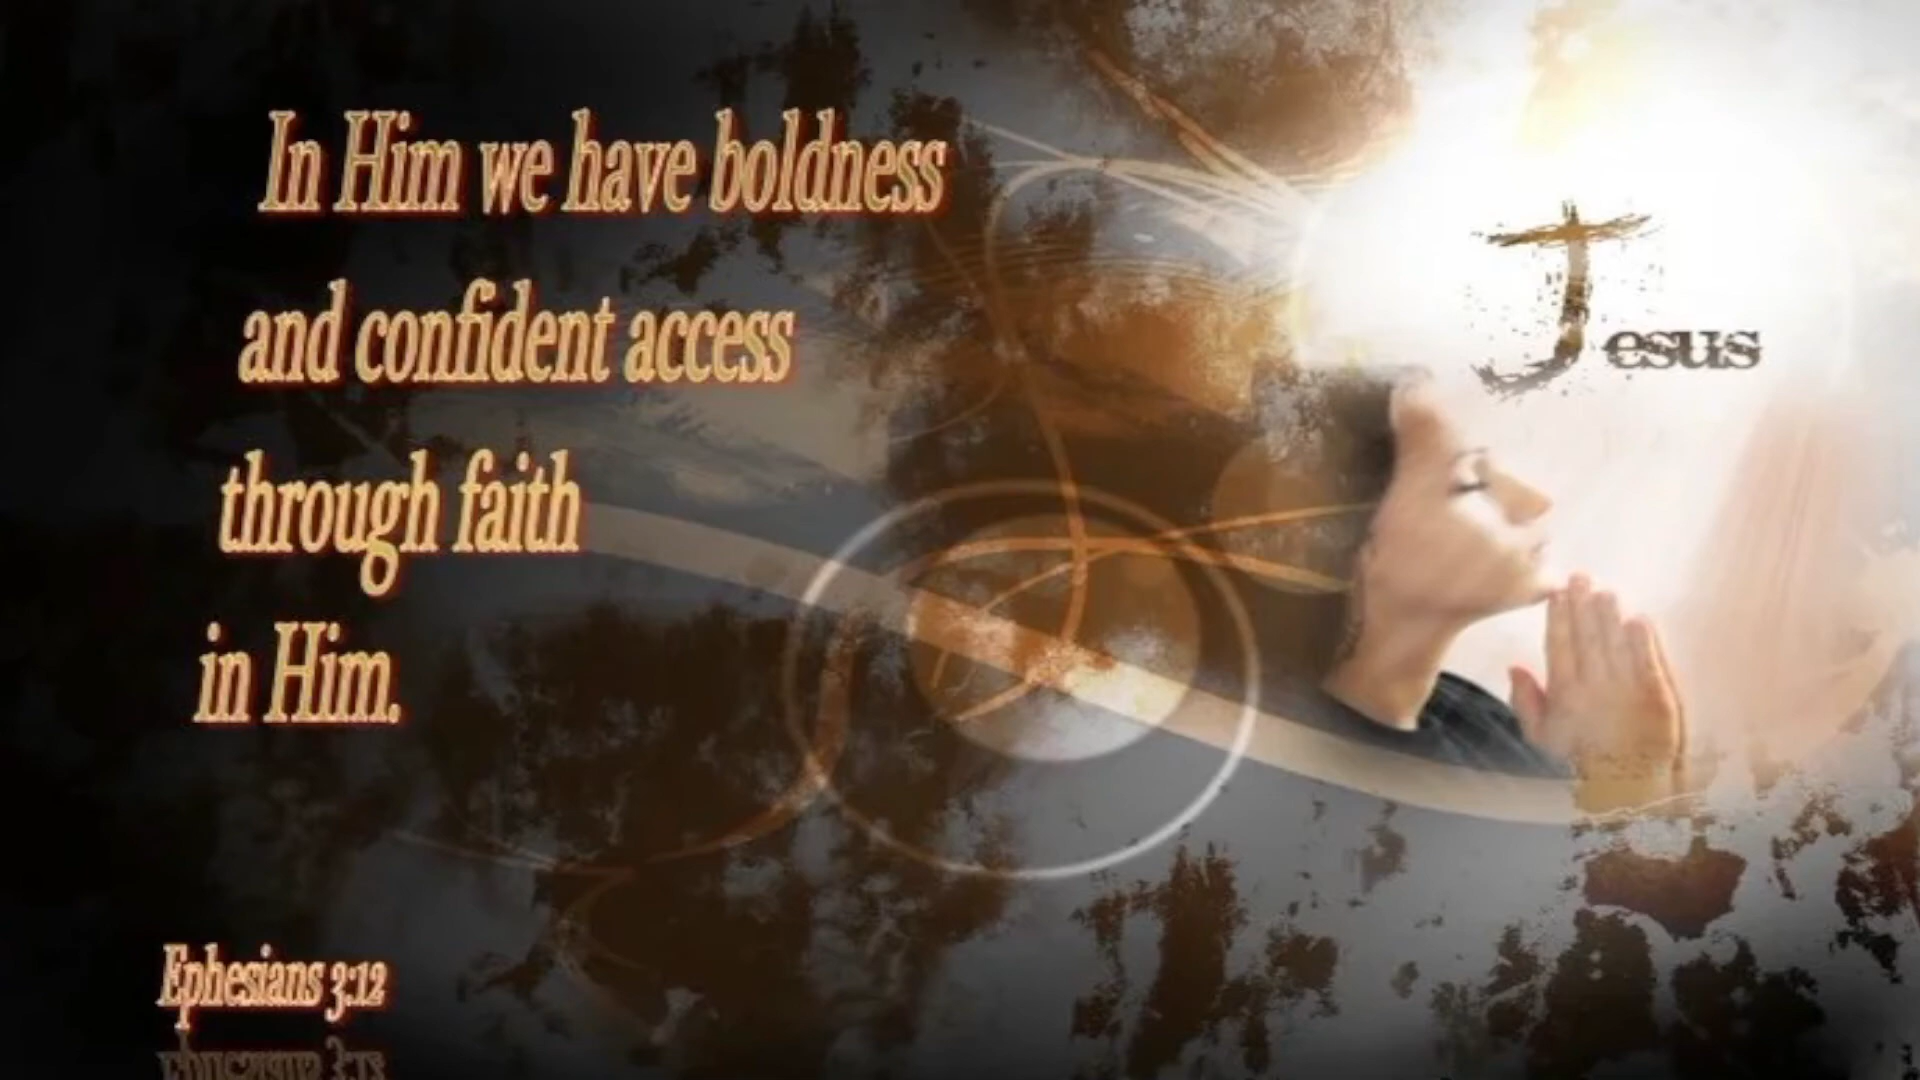 In Him we have boldness
and confident access
through faith
in Him.
Jesus
Ephesians 3:12